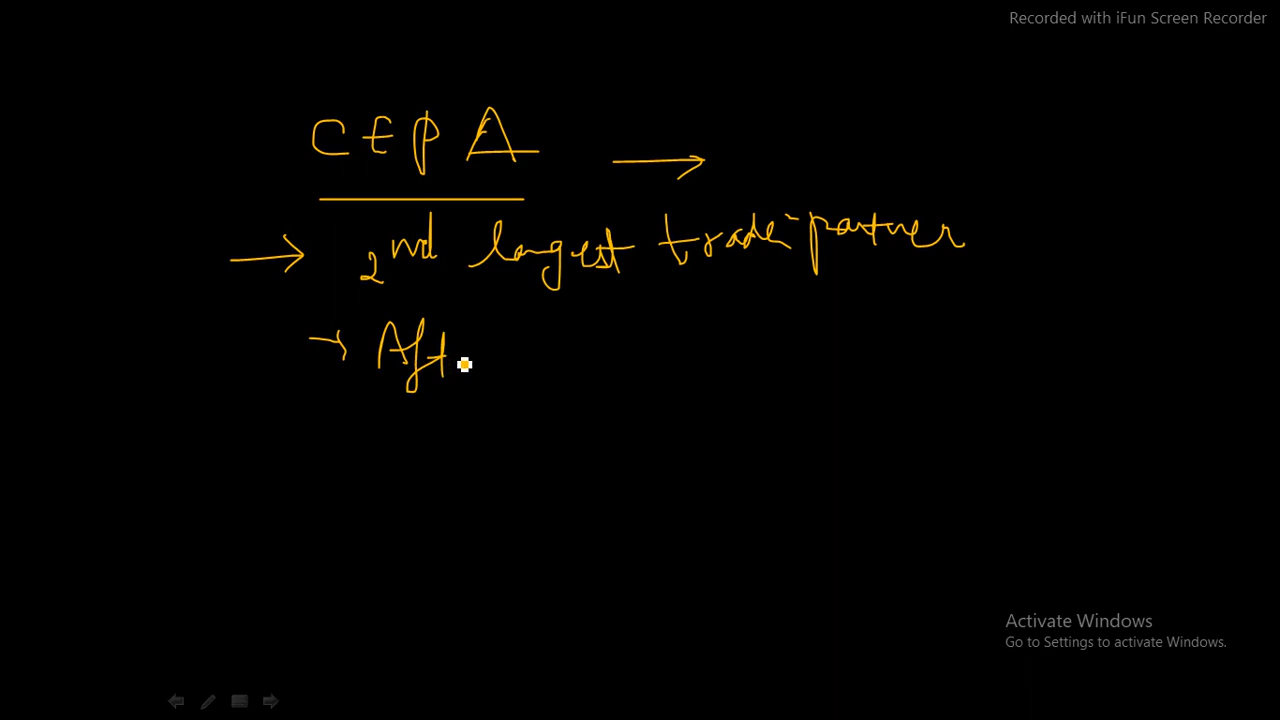 Recorded with iFun Screen Recorder
CEPA →
→ 2nd largest trade-partner
→ Aft
Activate Windows
Go to Settings to activate Windows.